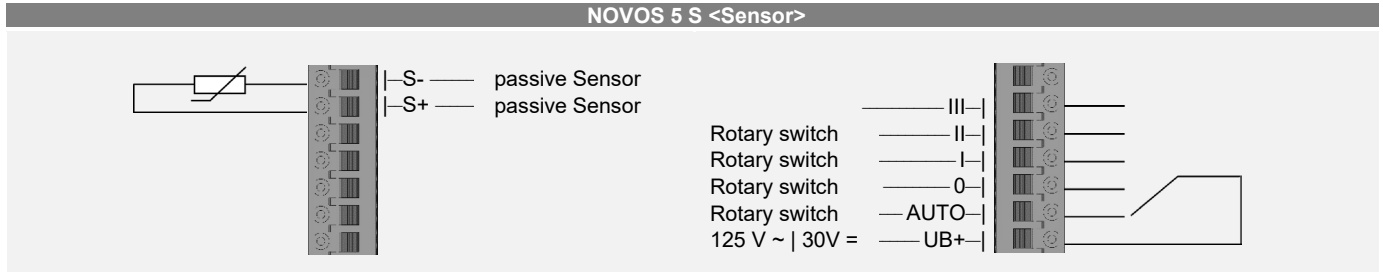 NOVOS 5 S <Sensor>
S- passive Sensor
S+ passive Sensor
III
Rotary switch II
Rotary switch I
Rotary switch 0
Rotary switch AUTO
125 V ~ | 30V = UB+